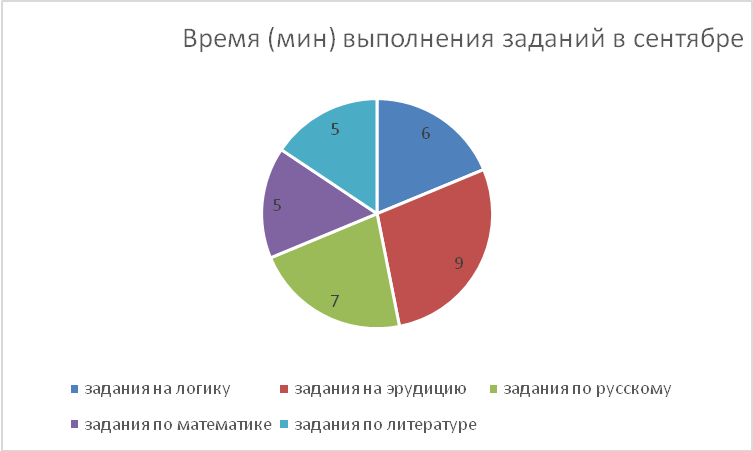 Время (мин) выполнения заданий в сентябре
5
6
5
9
7
задания на логику
задания на эрудицию
задания по русскому
задания по математике
задания по литературе